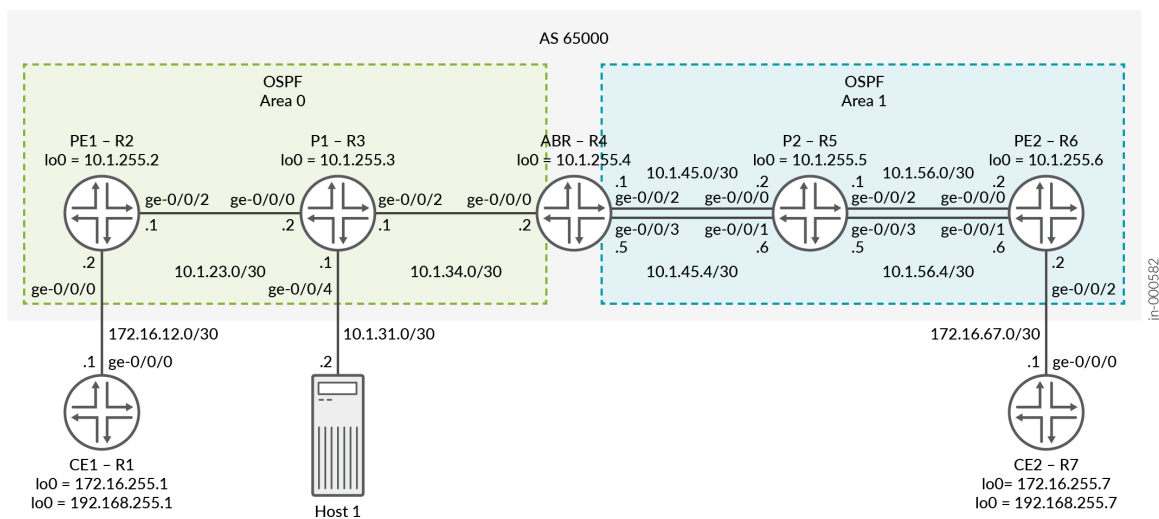 AS 65000
OSPF
Area 0
OSPF
Area 1
PE1 – R2
lo0 = 10.1.255.2
P1 – R3
lo0 = 10.1.255.3
ABR – R4
lo0 = 10.1.255.4
P2 – R5
lo0 = 10.1.255.5
PE2 – R6
lo0 = 10.1.255.6
ge-0/0/2
.1
ge-0/0/0
.2
ge-0/0/2
.1
ge-0/0/0
.2
.1
10.1.45.0/30
.2
ge-0/0/2
ge-0/0/0
ge-0/0/3
ge-0/0/1
.5
.6
10.1.45.4/30
.1
10.1.56.0/30
.2
ge-0/0/2
ge-0/0/0
ge-0/0/3
ge-0/0/1
.5
.6
10.1.56.4/30
.2
10.1.23.0/30
ge-0/0/0
.1
10.1.34.0/30
ge-0/0/4
.2
ge-0/0/2
172.16.12.0/30
10.1.31.0/30
172.16.67.0/30
.1
ge-0/0/0
.2
.1
ge-0/0/0
CE1 – R1
lo0 = 172.16.255.1
lo0 = 192.168.255.1
Host 1
CE2 – R7
lo0= 172.16.255.7
lo0 = 192.168.255.7
in-000582